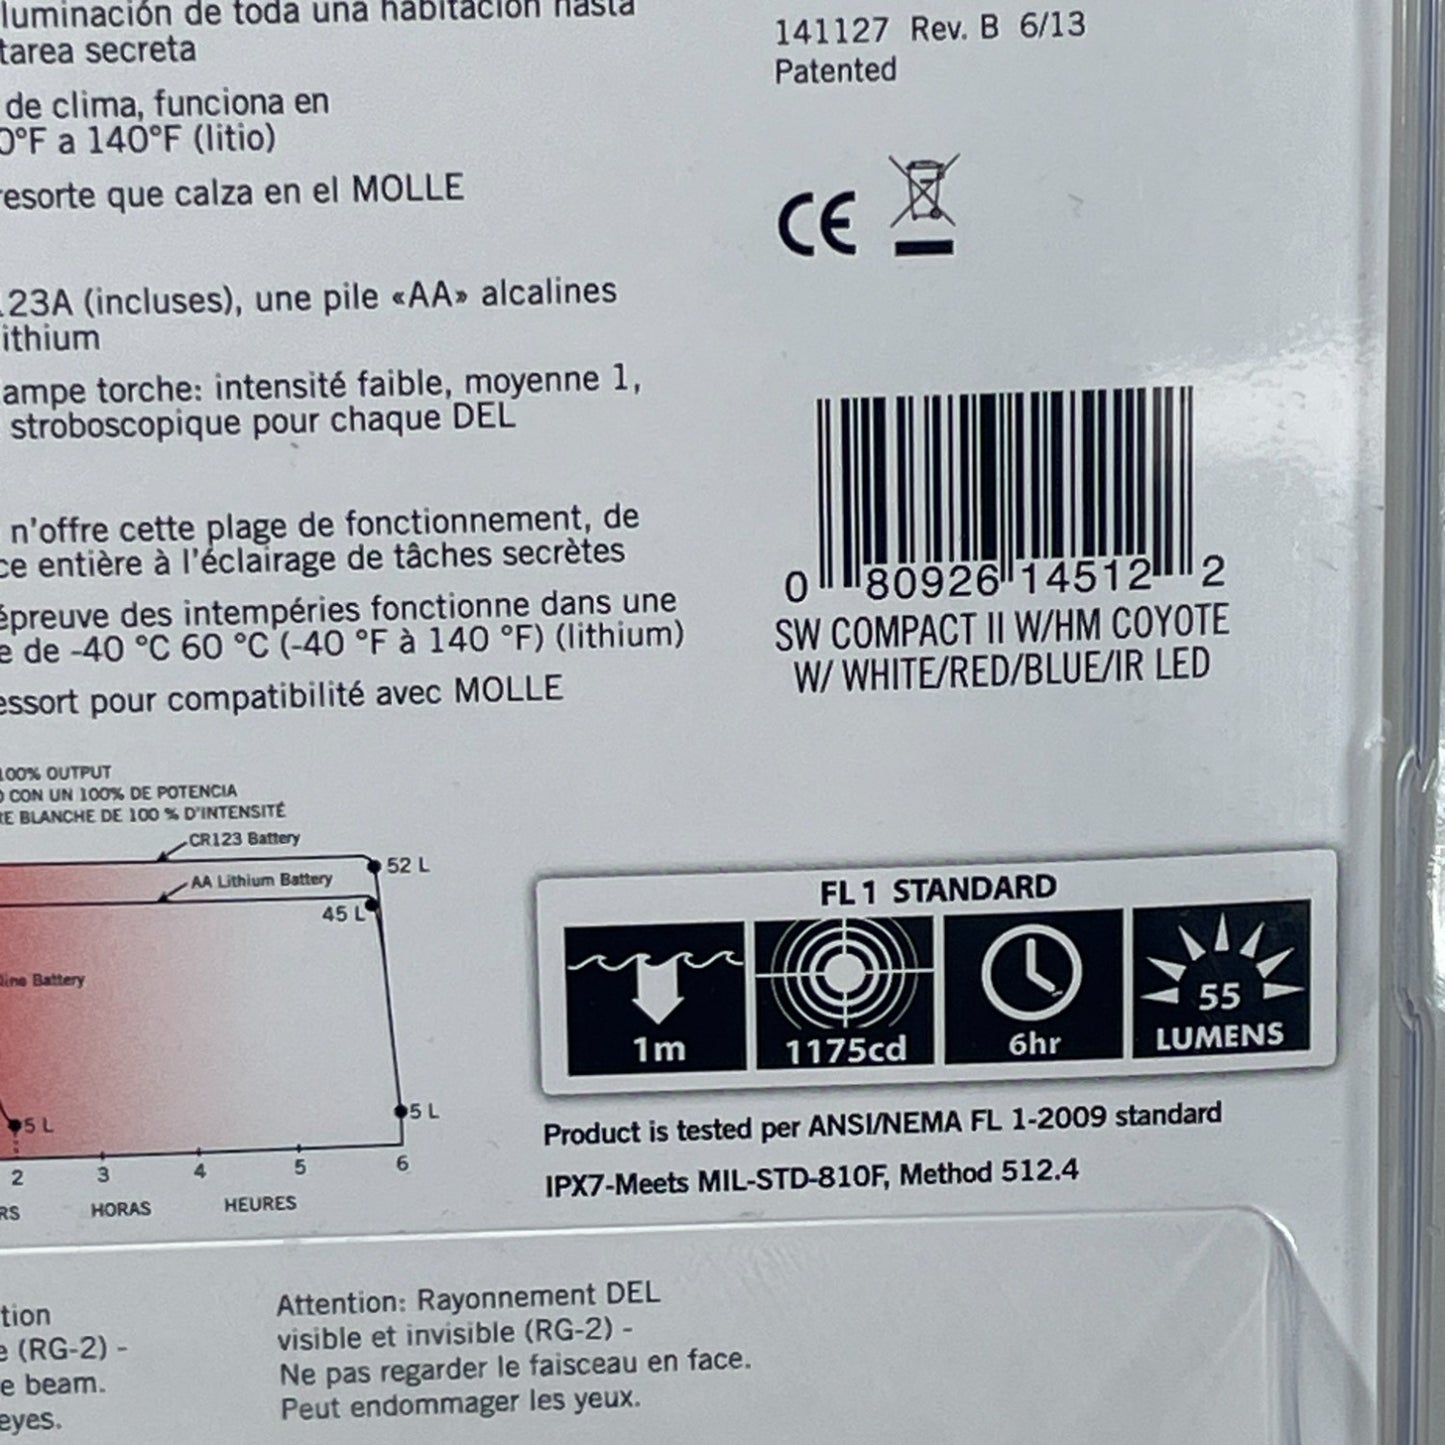 luminación de toda una habitación hasta
tarea secreta
de clima, funciona en
0°F a 140°F (litio)
resorte que calza en el MOLLE
23A (incluses), une pile «AA» alcalines
ithium
ampe torche: intensité faible, moyenne 1,
stroboscopique pour chaque DEL
n'offre cette plage de fonctionnement, de
ce entière à l'éclairage de tâches secrètes
épreuve des intempéries fonctionne dans une
e de -40 °C 60 °C (-40 °F à 140 °F) (lithium)
essort pour compatibilité avec MOLLE
141127 Rev. B 6/13
Patented
CE
0 80926 14512 2
SW COMPACT II W/HM COYOTE
W/ WHITE/RED/BLUE/IR LED
100% OUTPUT
O CON UN 100% DE POTENCIA
RE BLANCHE DE 100 % D'INTENSITÉ
CR123 Battery
52 L
AA Lithium Battery
45 L
line Battery
5 L
5 L
2 3 4 5 6
RS HORAS HEURES
FL 1 STANDARD
1m 1175cd 6hr 55 LUMENS
Product is tested per ANSI/NEMA FL 1-2009 standard
IPX7-Meets MIL-STD-810F, Method 512.4
tion
e (RG-2) -
e beam.
eyes.
Attention: Rayonnement DEL
visible et invisible (RG-2) -
Ne pas regarder le faisceau en face.
Peut endommager les yeux.